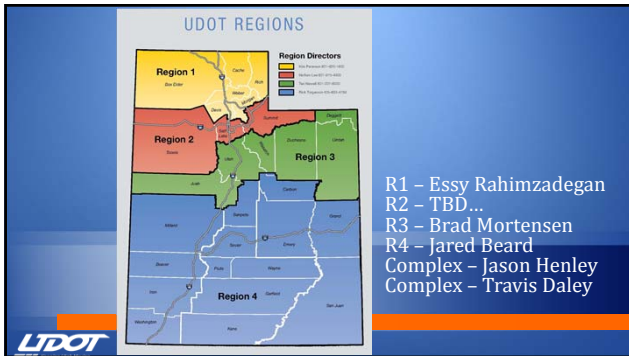 UDOT REGIONS
Region Directors
Region 1
Box Elder
Cache
Rich
Weber
Morgan
Davis
Region 2
Tooele
Salt Lake
Summit
Daggett
Duchesne
Uintah
Wasatch
Utah
Region 3
Juab
Carbon
Millard
Sanpete
Grand
Sevier
Emery
Beaver
Piute
Wayne
Iron
Garfield
Region 4
San Juan
Washington
Kane
R1 – Essy Rahimzadegan
R2 – TBD...
R3 – Brad Mortensen
R4 – Jared Beard
Complex – Jason Henley
Complex – Travis Daley
UDOT